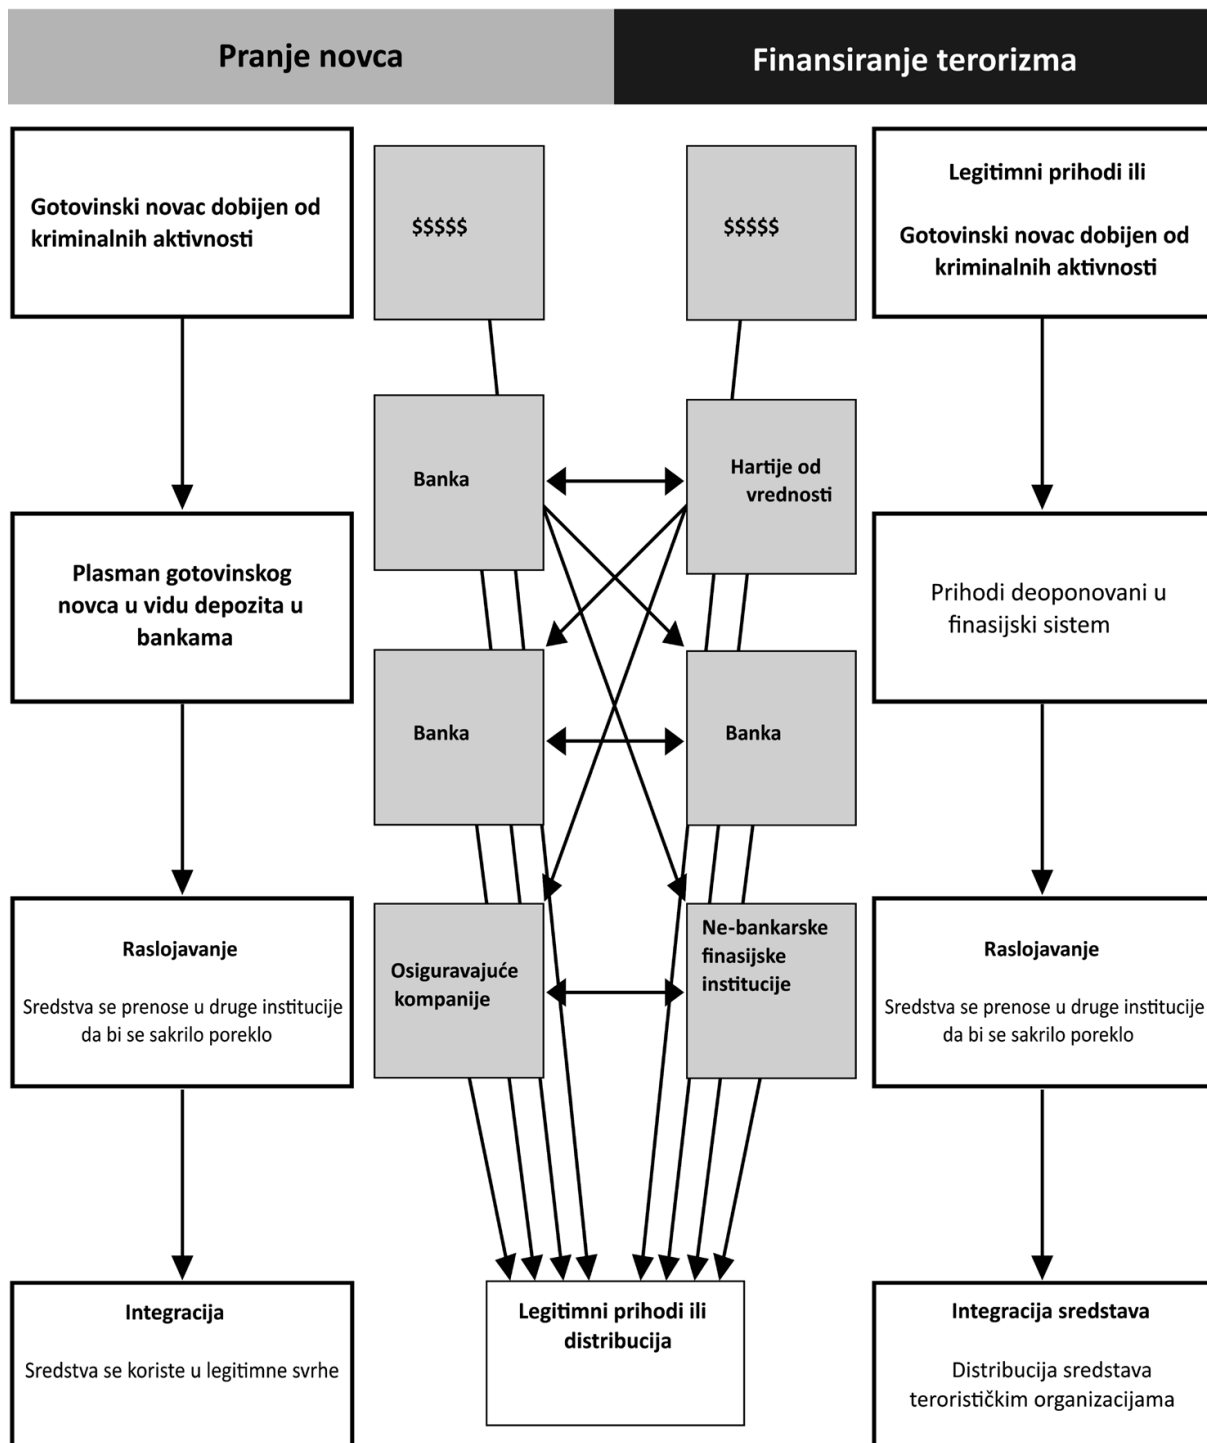 Pranje novca
Finansiranje terorizma
Gotovinski novac dobijen od
kriminalnih aktivnosti
$$$$$
$$$$$
Legitimni prihodi ili
Gotovinski novac dobijen od
kriminalnih aktivnosti
Banka
Hartije od
vrednosti
Plasman gotovinskog
novca u vidu depozita u
bankama
Prihodi deoponovani u
finasijski sistem
Banka
Banka
Raslojavanje
Sredstva se prenose u druge institucije
da bi se sakrilo poreklo
Osiguravajuće
kompanije
Ne-bankarske
finasijske
institucije
Raslojavanje
Sredstva se prenose u druge institucije
da bi se sakrilo poreklo
Integracija
Sredstva se koriste u legitimne svrhe
Legitimni prihodi ili
distribucija
Integracija sredstava
Distribucija sredstava
terorističkim organizacijama